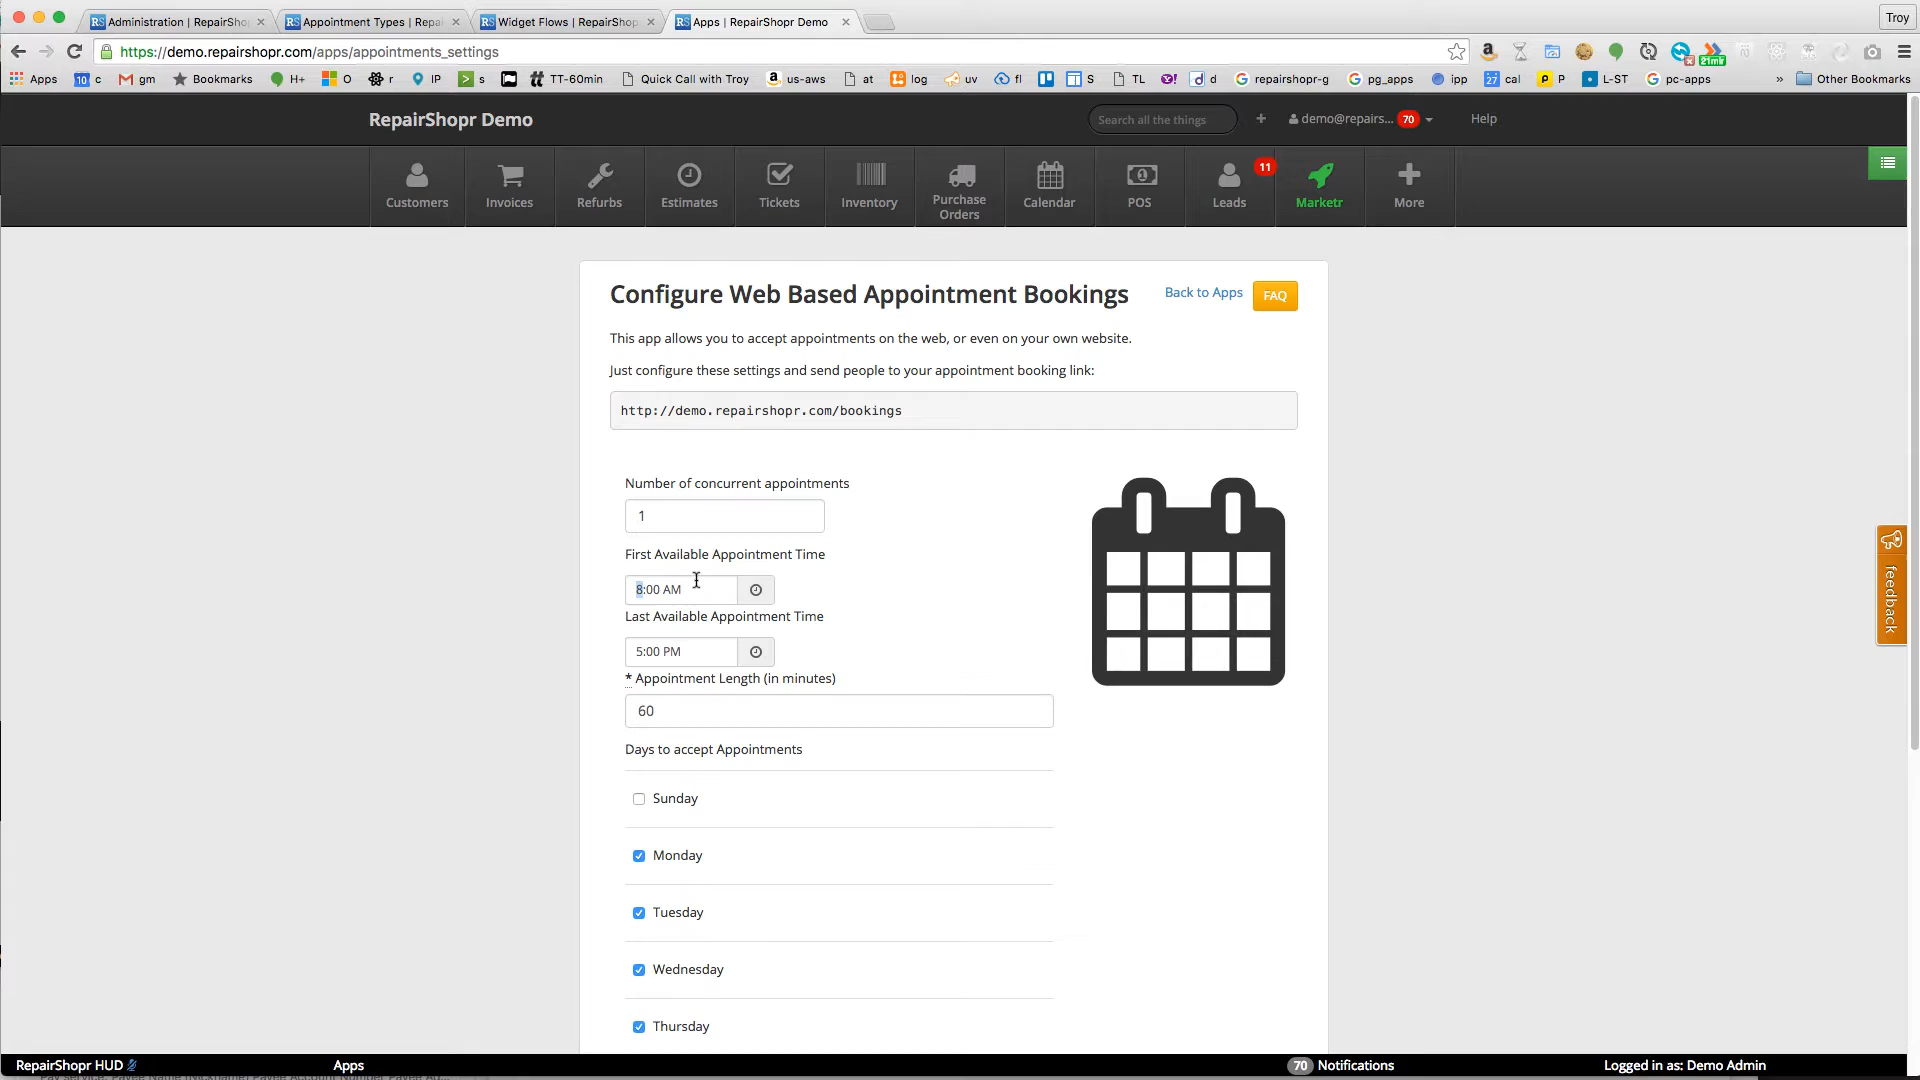 Administration | RepairSho
Appointment Types | Repai
Widget Flows | RepairShop
Apps | RepairShopr Demo
Troy
https://demo.repairshopr.com/apps/appointments_settings
21mi
Apps
10 c
gm
Bookmarks
H+
O
r
IP
s
TT-60min
Quick Call with Troy
us-aws
at
log
uv
fl
S
TL
d
repairshopr-g
pg_apps
ipp
27 cal
P
L-ST
pc-apps
» Other Bookmarks
RepairShopr Demo
Search all the things
demo@repairs... 70
Help
Customers
Invoices
Refurbs
Estimates
Tickets
Inventory
Purchase
Orders
Calendar
POS
Leads
11
Marketr
More
Configure Web Based Appointment Bookings
Back to Apps
FAQ
This app allows you to accept appointments on the web, or even on your own website.
Just configure these settings and send people to your appointment booking link:
http://demo.repairshopr.com/bookings
Number of concurrent appointments
1
First Available Appointment Time
8:00 AM
Last Available Appointment Time
5:00 PM
* Appointment Length (in minutes)
60
Days to accept Appointments
Sunday
Monday
Tuesday
Wednesday
Thursday
feedback
RepairShopr HUD
Apps
70 Notifications
Logged in as: Demo Admin